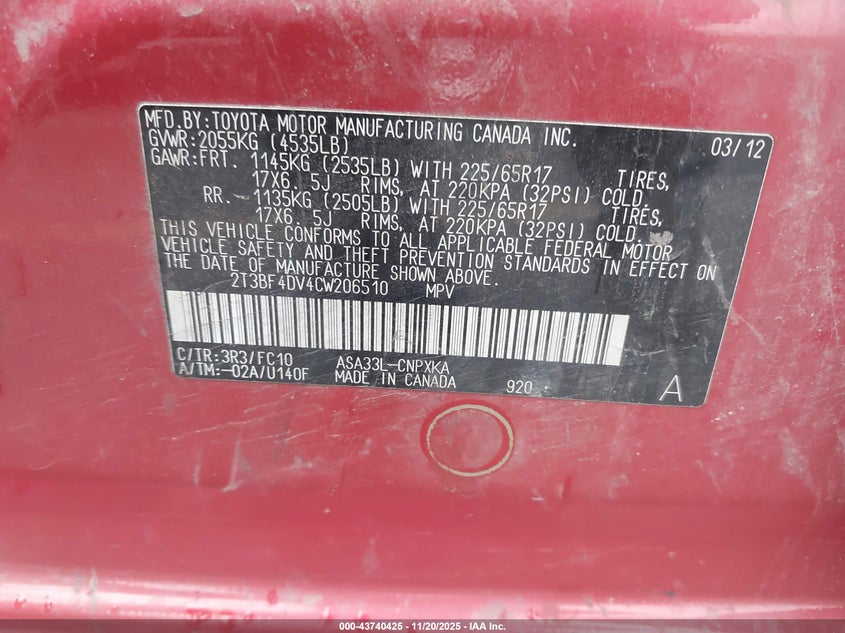 MFD.BY:TOYOTA MOTOR MANUFACTURING CANADA INC. 03/12
GVWR:2055KG (4535LB)
GAWR:FRT. 1145KG (2535LB) WITH 225/65R17 TIRES,
17X6. 5J RIMS, AT 220KPA (32PSI) COLD.
RR. - 1135KG (2505LB) WITH 225/65R17 TIRES,
17X6. 5J RIMS, AT 220KPA (32PSI) COLD.
THIS VEHICLE CONFORMS TO ALL APPLICABLE FEDERAL MOTOR
VEHICLE SAFETY AND THEFT PREVENTION STANDARDS IN EFFECT ON
THE DATE OF MANUFACTURE SHOWN ABOVE.
2T3BF4DV4CW206510 MPV
C/TR:3R3/FC10 ASA33L-CNPXKA
A/TM:-02A/U140F MADE IN CANADA 920 A
000-43740425 - 11/20/2025 - IAA Inc.